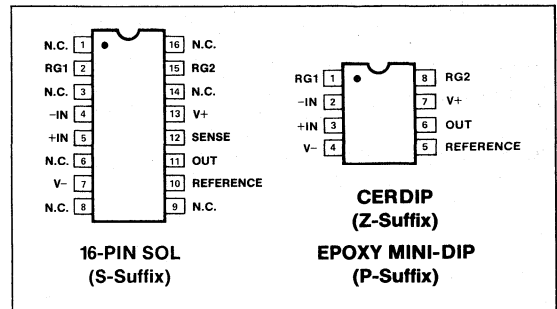 N.C. 1 16 N.C.
RG1 2 15 RG2
N.C. 3 14 N.C.
-IN 4 13 V+
+IN 5 12 SENSE
N.C. 6 11 OUT
V- 7 10 REFERENCE
N.C. 8 9 N.C.
16-PIN SOL
(S-Suffix)
RG1 1 8 RG2
-IN 2 7 V+
+IN 3 6 OUT
V- 4 5 REFERENCE
CERDIP
(Z-Suffix)
EPOXY MINI-DIP
(P-Suffix)